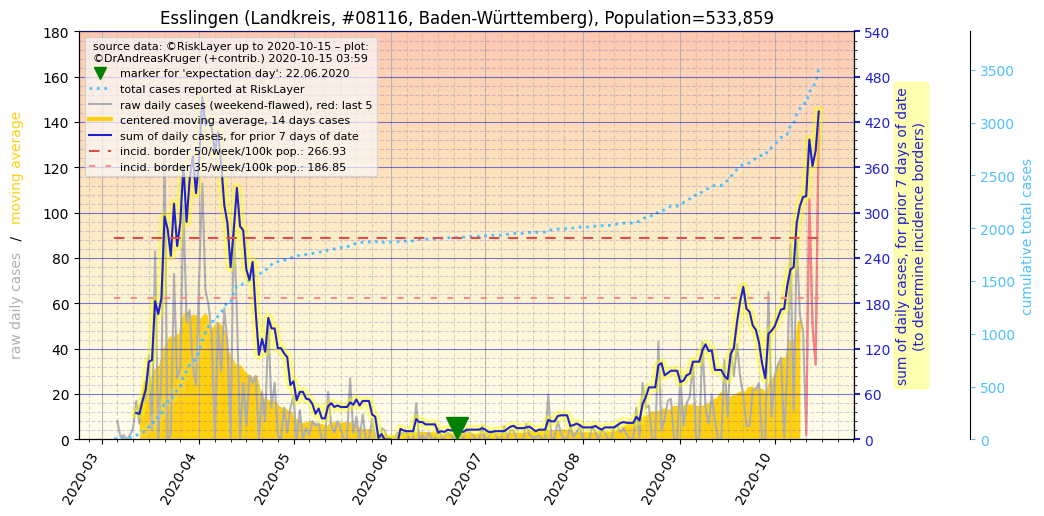 Esslingen (Landkreis, #08116, Baden-Württemberg), Population=533,859
source data: ©RiskLayer up to 2020-10-15 – plot:
©DrAndreasKruger (+contrib.) 2020-10-15 03:59
marker for 'expectation day': 22.06.2020
total cases reported at RiskLayer
raw daily cases (weekend-flawed), red: last 5
centered moving average, 14 days cases
sum of daily cases, for prior 7 days of date
incid. border 50/week/100k pop.: 266.93
incid. border 35/week/100k pop.: 186.85
raw daily cases / moving average
180
160
140
120
100
80
60
40
20
0
2020-03
2020-04
2020-05
2020-06
2020-07
2020-08
2020-09
2020-10
540
480
420
360
300
240
180
120
60
0
sum of daily cases, for prior 7 days of date
(to determine incidence borders)
3500
3000
2500
2000
1500
1000
500
0
cumulative total cases